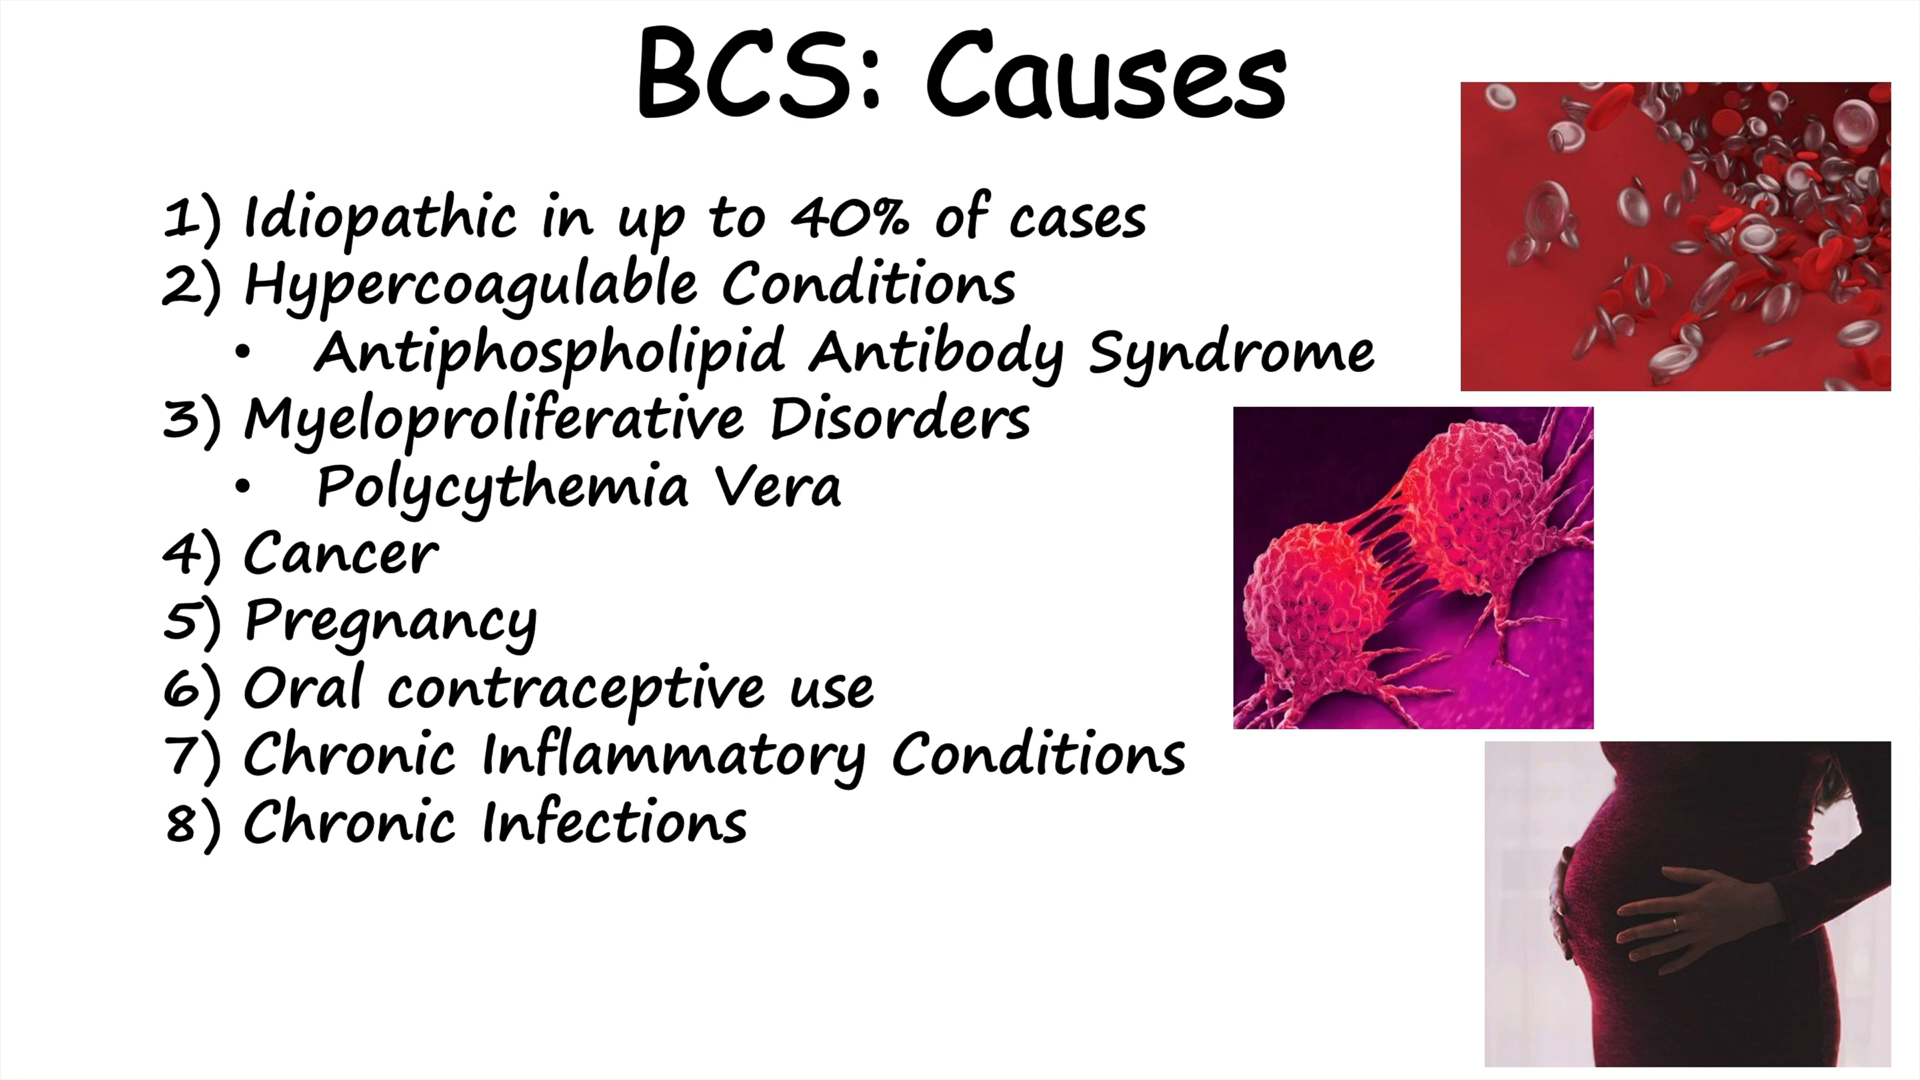 BCS: Causes
1) Idiopathic in up to 40% of cases
2) Hypercoagulable Conditions
• Antiphospholipid Antibody Syndrome
3) Myeloproliferative Disorders
• Polycythemia Vera
4) Cancer
5) Pregnancy
6) Oral contraceptive use
7) Chronic Inflammatory Conditions
8) Chronic Infections